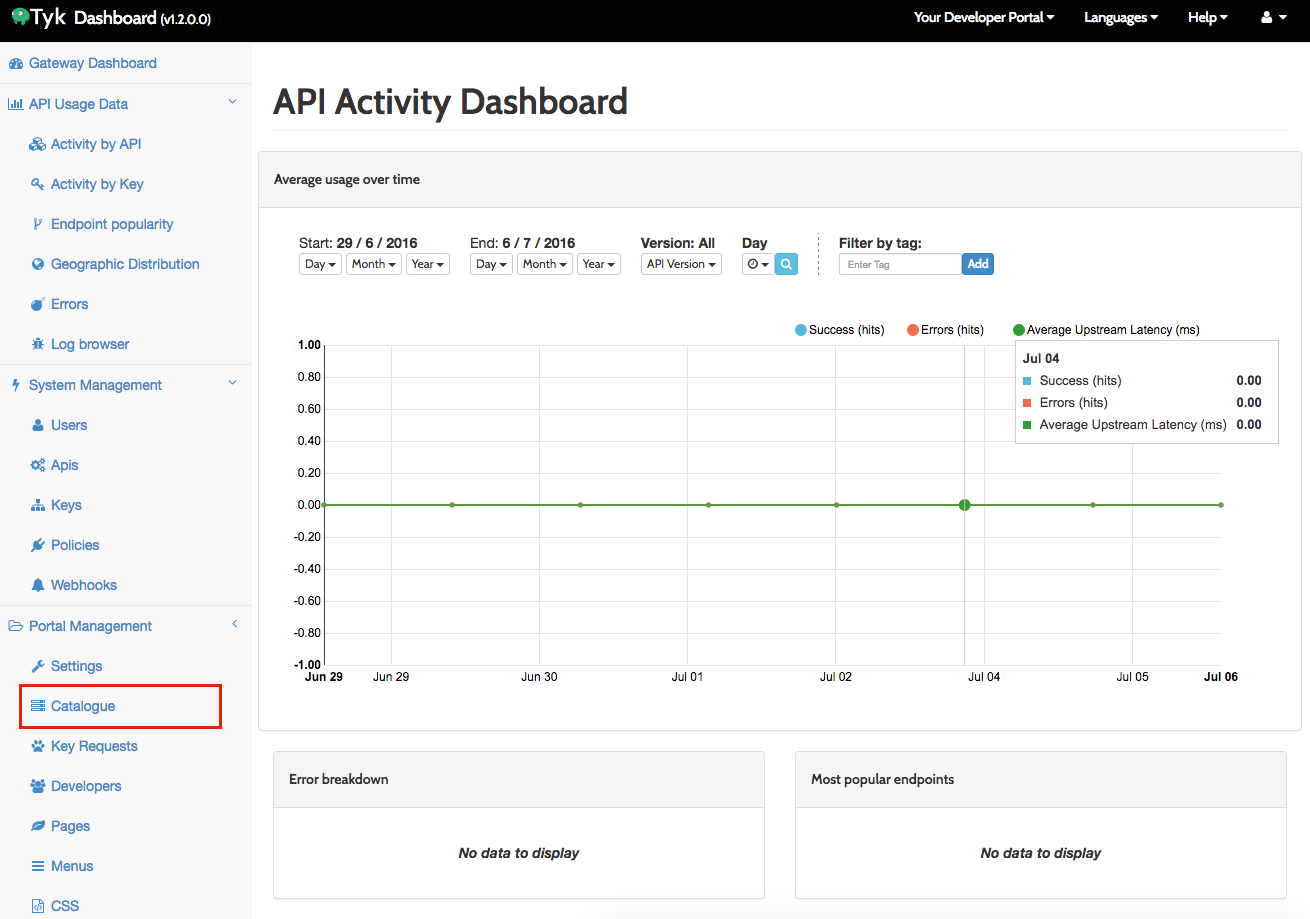 Tyk Dashboard (v1.2.0.0)
Your Developer Portal
Languages
Help
Gateway Dashboard
API Usage Data
Activity by API
Activity by Key
Endpoint popularity
Geographic Distribution
Errors
Log browser
System Management
Users
Apis
Keys
Policies
Webhooks
Portal Management
Settings
Catalogue
Key Requests
Developers
Pages
Menus
CSS
API Activity Dashboard
Average usage over time
Start: 29 / 6 / 2016
End: 6 / 7 / 2016
Version: All
Day
Filter by tag:
Day
Month
Year
Day
Month
Year
API Version
Enter Tag
Add
Success (hits)
Errors (hits)
Average Upstream Latency (ms)
Jul 04
Success (hits) 0.00
Errors (hits) 0.00
Average Upstream Latency (ms) 0.00
1.00
0.80
0.60
0.40
0.20
0.00
-0.20
-0.40
-0.60
-0.80
-1.00
Jun 29
Jun 29
Jun 30
Jul 01
Jul 02
Jul 04
Jul 05
Jul 06
Error breakdown
No data to display
Most popular endpoints
No data to display